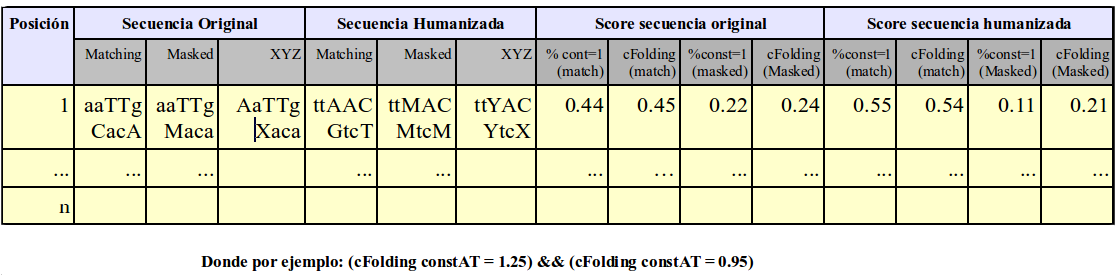 Posición Secuencia Original Secuencia Humanizada Score secuencia original Score secuencia humanizada
Matching Masked XYZ Matching Masked XYZ % cont=1 cFolding %const=1 cFolding %const=1 cFolding %const=1 cFolding
(match) (match) (Masked) (Masked) (match) (match) (Masked) (Masked)
1 aaTTg aaTTg AaTTg ttAAC ttMAC ttYAC 0.44 0.45 0.22 0.24 0.55 0.54 0.11 0.21
CacA Maca Xaca GtcT MtcM YtcX
... ... ... ... ... ... ... ... ... ... ... ...
n
Donde por ejemplo: (cFolding constAT = 1.25) && (cFolding constAT = 0.95)